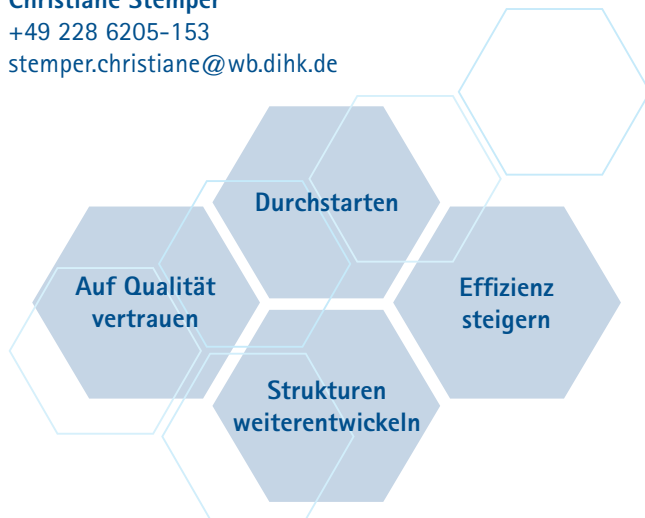 Christiane Stemper
+49 228 6205-153
stemper.christiane@wb.dihk.de
Durchstarten
Auf Qualität
vertrauen
Effizienz
steigern
Strukturen
weiterentwickeln